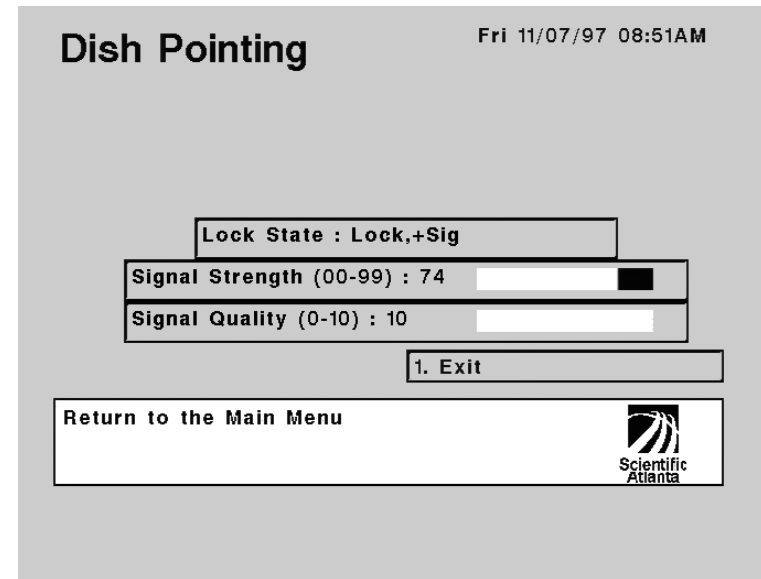 Dish Pointing
Fri 11/07/97 08:51AM
Lock State : Lock,+Sig
Signal Strength (00-99) : 74
Signal Quality (0-10) : 10
1. Exit
Return to the Main Menu
Scientific
Atlanta